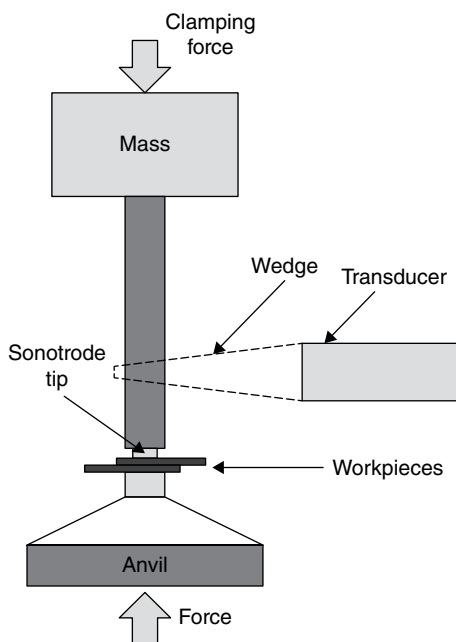 Clamping
force
Mass
Wedge
Transducer
Sonotrode
tip
Workpieces
Anvil
Force